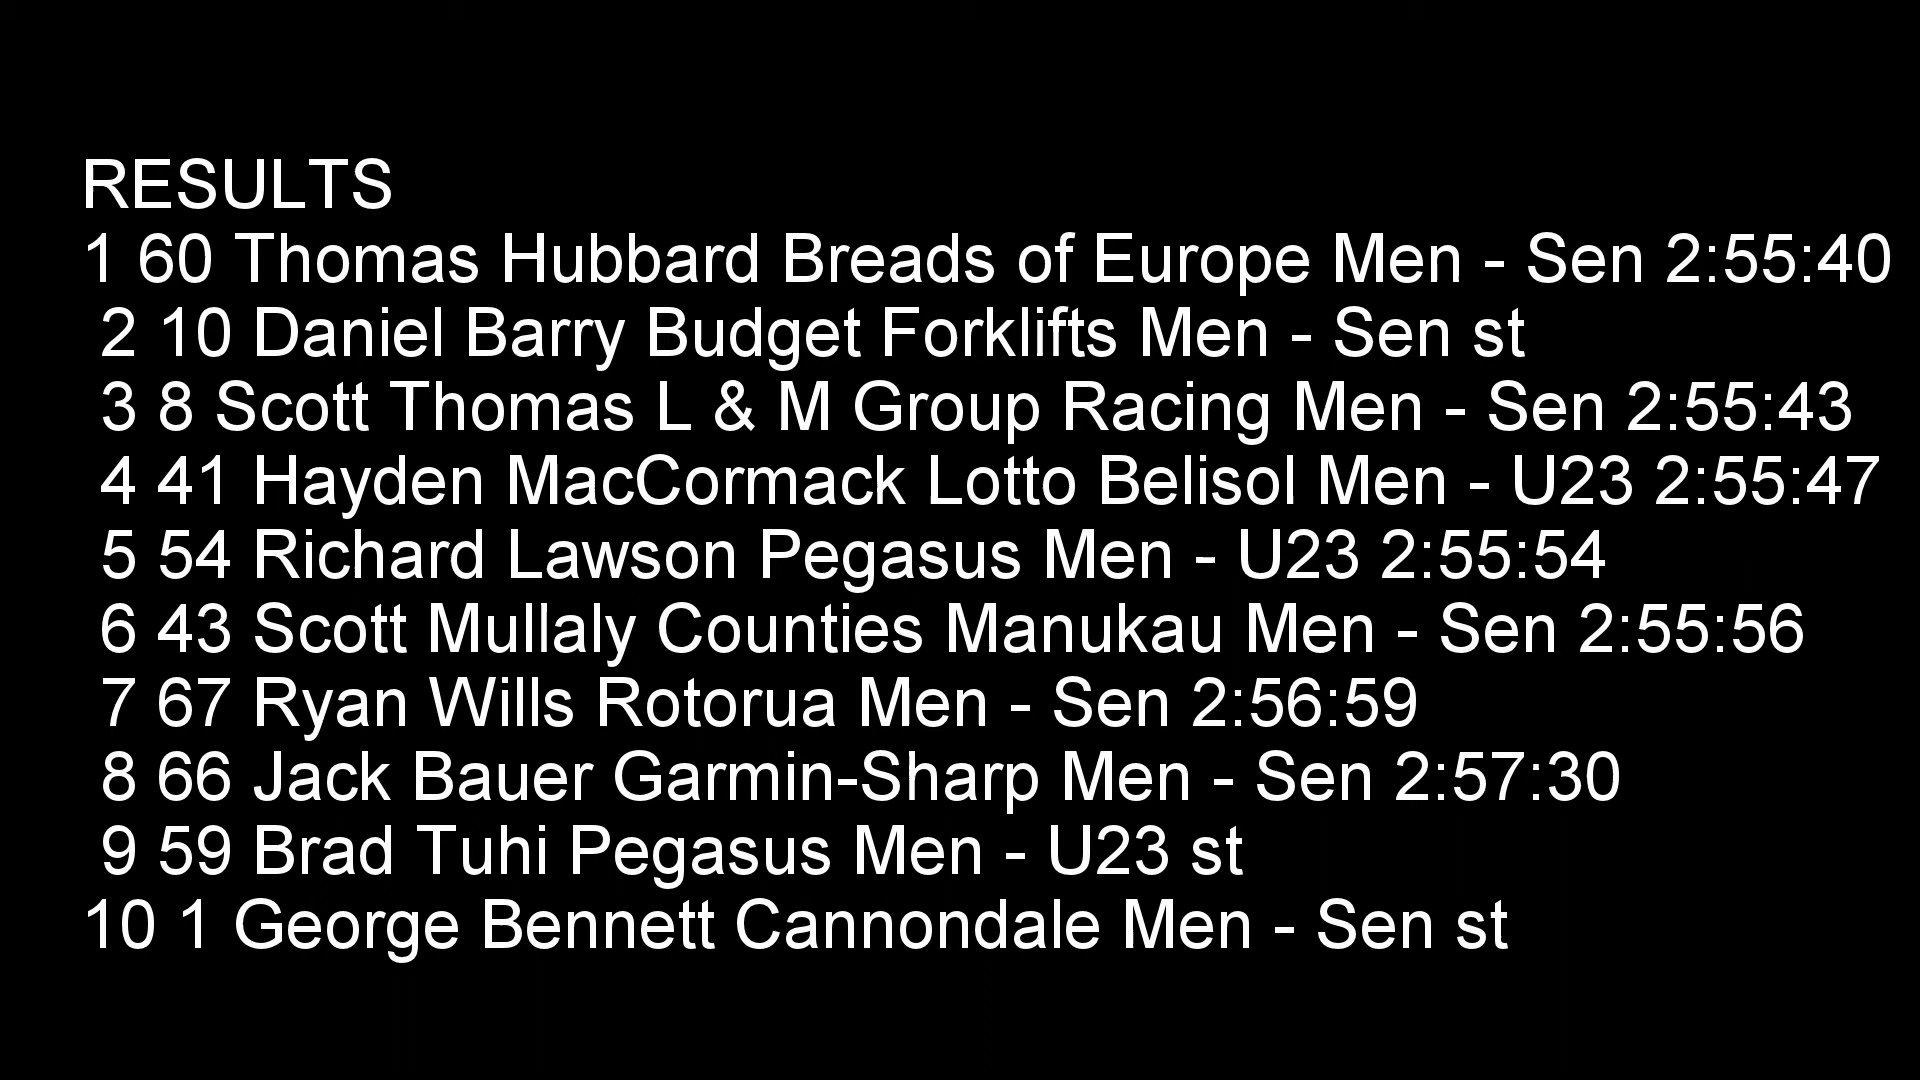 RESULTS
1 60 Thomas Hubbard Breads of Europe Men - Sen 2:55:40
2 10 Daniel Barry Budget Forklifts Men - Sen st
3 8 Scott Thomas L & M Group Racing Men - Sen 2:55:43
4 41 Hayden MacCormack Lotto Belisol Men - U23 2:55:47
5 54 Richard Lawson Pegasus Men - U23 2:55:54
6 43 Scott Mullaly Counties Manukau Men - Sen 2:55:56
7 67 Ryan Wills Rotorua Men - Sen 2:56:59
8 66 Jack Bauer Garmin-Sharp Men - Sen 2:57:30
9 59 Brad Tuhi Pegasus Men - U23 st
10 1 George Bennett Cannondale Men - Sen st